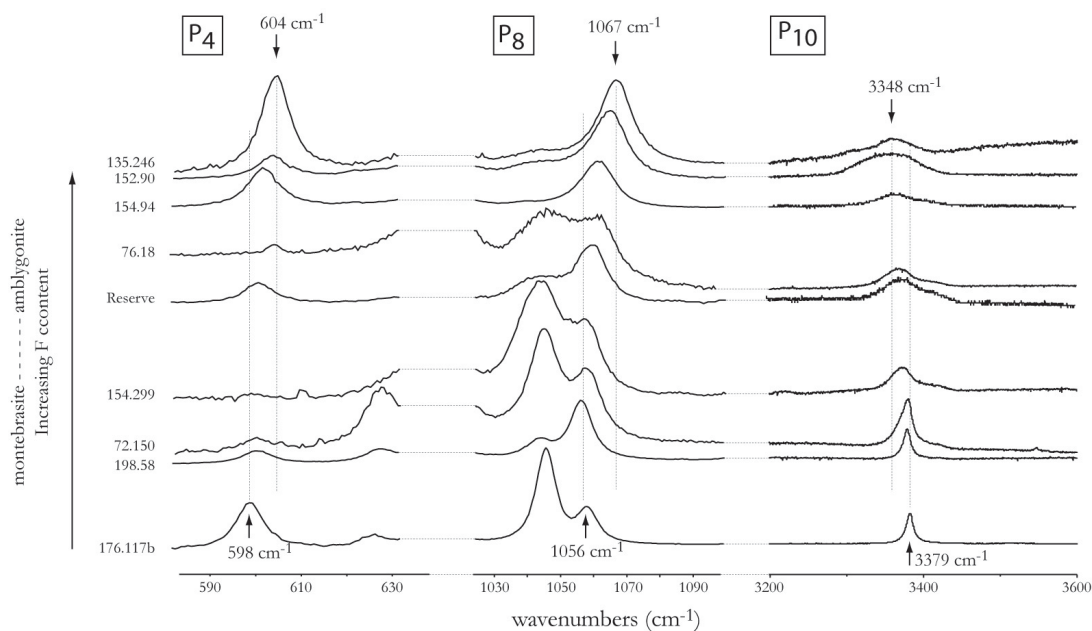 P4
604 cm-1
P8
1067 cm-1
P10
3348 cm-1
montebrasite - - - - - - amblygonite
Increasing F ccontent
135.246
152.90
154.94
76.18
Reserve
154.299
72.150
198.58
176.117b
598 cm-1
1056 cm-1
3379 cm-1
590 610 630 1030 1050 1070 1090 3200 3400 3600
wavenumbers (cm-1)